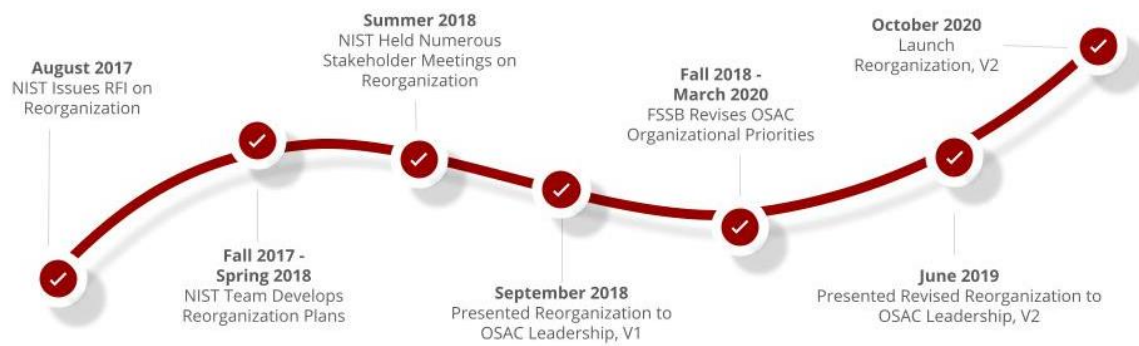 August 2017
NIST Issues RFI on
Reorganization
Fall 2017 -
Spring 2018
NIST Team Develops
Reorganization Plans
Summer 2018
NIST Held Numerous
Stakeholder Meetings on
Reorganization
September 2018
Presented Reorganization to
OSAC Leadership, V1
Fall 2018 -
March 2020
FSSB Revises OSAC
Organizational Priorities
June 2019
Presented Revised Reorganization to
OSAC Leadership, V2
October 2020
Launch
Reorganization, V2